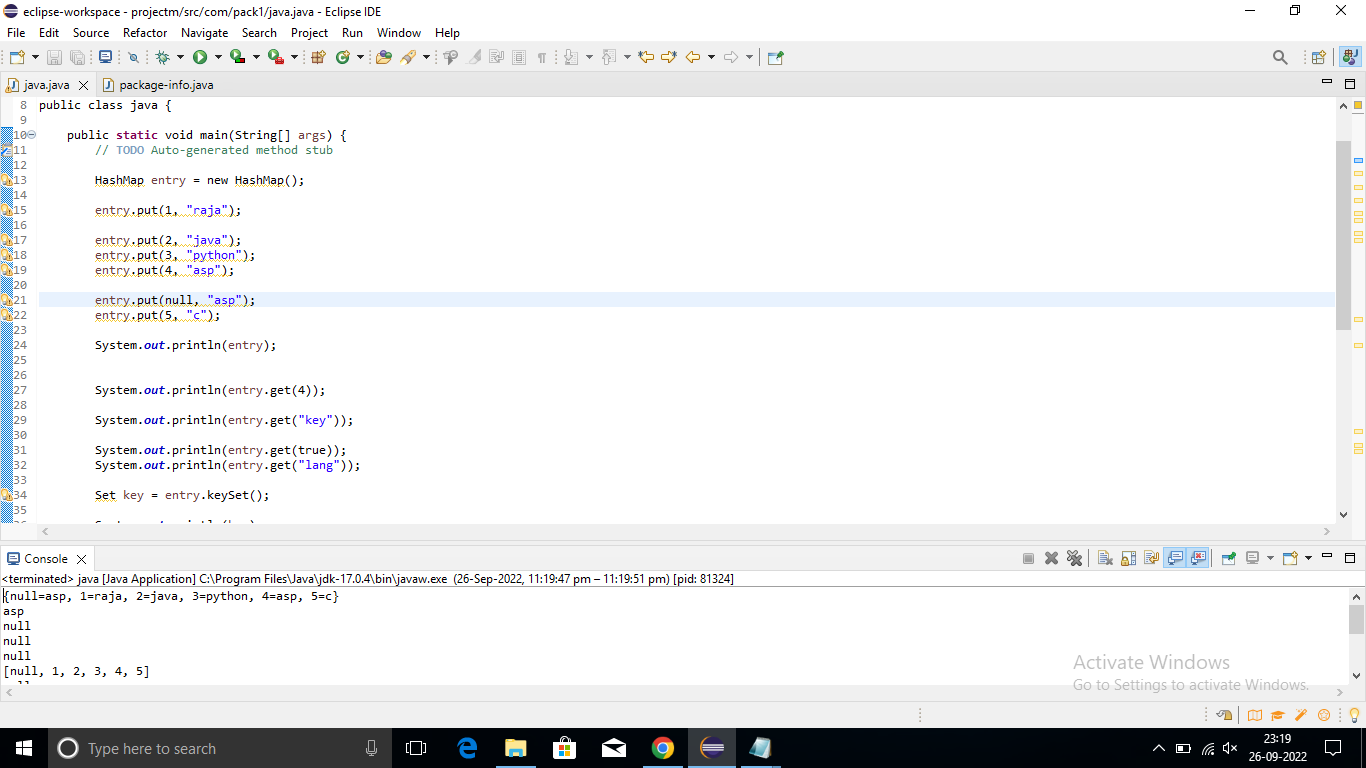 eclipse-workspace - projectm/src/com/pack1/java.java - Eclipse IDE
File Edit Source Refactor Navigate Search Project Run Window Help
java.java package-info.java
8 public class java {
9
10 public static void main(String[] args) {
11 // TODO Auto-generated method stub
12
13 HashMap entry = new HashMap();
14
15 entry.put(1, "raja");
16
17 entry.put(2, "java");
18 entry.put(3, "python");
19 entry.put(4, "asp");
20
21 entry.put(null, "asp");
22 entry.put(5, "c");
23
24 System.out.println(entry);
25
26
27 System.out.println(entry.get(4));
28
29 System.out.println(entry.get("key"));
30
31 System.out.println(entry.get(true));
32 System.out.println(entry.get("lang"));
33
34 Set key = entry.keySet();
35
Console
<terminated> java [Java Application] C:\Program Files\Java\jdk-17.0.4\bin\javaw.exe (26-Sep-2022, 11:19:47 pm – 11:19:51 pm) [pid: 81324]
{null=asp, 1=raja, 2=java, 3=python, 4=asp, 5=c}
asp
null
null
null
[null, 1, 2, 3, 4, 5]
Activate Windows
Go to Settings to activate Windows.
Type here to search
23:19
26-09-2022